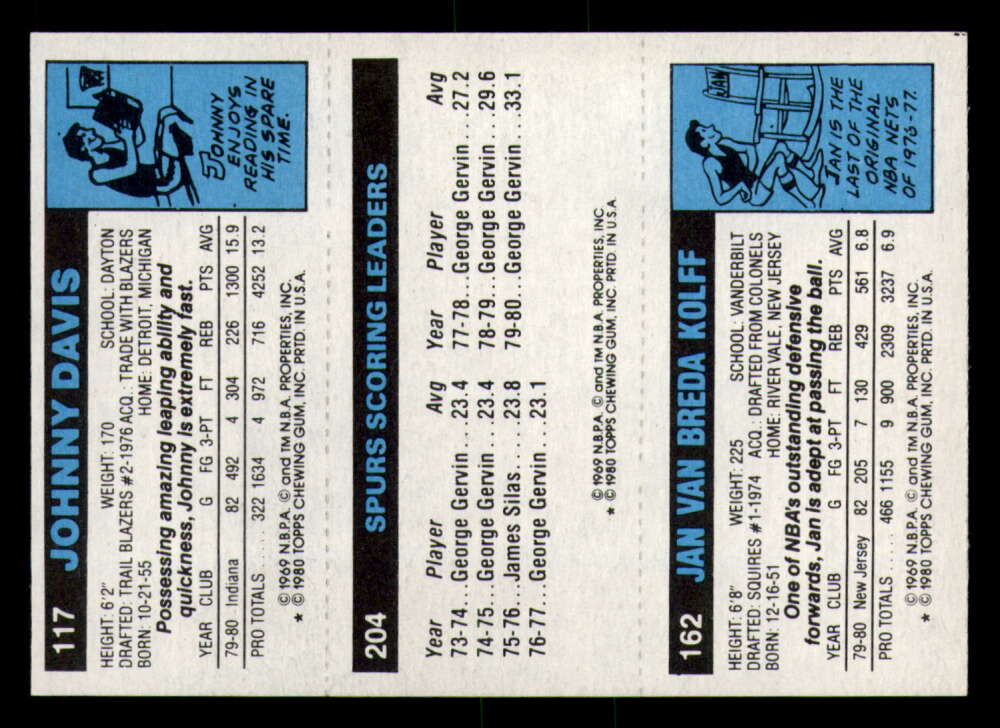 117 JOHNNY DAVIS
HEIGHT: 6'2" WEIGHT: 170 SCHOOL: DAYTON
DRAFTED: TRAIL BLAZERS #2-1976 ACQ.: TRADE WITH BLAZERS
BORN: 10-21-55 HOME: DETROIT, MICHIGAN
Possessing amazing leaping ability and
quickness, Johnny is extremely fast.
YEAR CLUB G FG 3-PT FT REB PTS AVG
79-80 Indiana 82 492 4 304 226 1300 15.9
PRO TOTALS ..... 322 1634 4 972 716 4252 13.2
© 1969 N.B.P.A. © and TM N.B.A. PROPERTIES, INC.
★ © 1980 TOPPS CHEWING GUM, INC. PRTD. IN U.S.A.
JOHNNY
ENJOYS
READING IN
HIS SPARE
TIME.
204 SPURS SCORING LEADERS
Year Player Avg Year Player Avg
73-74...George Gervin....23.4 77-78...George Gervin....27.2
74-75...George Gervin....23.4 78-79...George Gervin....29.6
75-76...James Silas......23.8 79-80...George Gervin....33.1
76-77...George Gervin....23.1
© 1969 N.B.P.A. © and TM N.B.A. PROPERTIES, INC.
★ © 1980 TOPPS CHEWING GUM, INC. PRTD IN U.S.A
162 JAN VAN BREDA KOLFF
HEIGHT: 6'8" WEIGHT: 225 SCHOOL: VANDERBILT
DRAFTED: SQUIRES #1-1974 ACQ.: DRAFTED FROM COLONELS
BORN: 12-16-51 HOME: RIVER VALE, NEW JERSEY
One of NBA's outstanding defensive
forwards, Jan is adept at passing the ball.
YEAR CLUB G FG 3-PT FT REB PTS AVG
79-80 New Jersey 82 205 7 130 429 561 6.8
PRO TOTALS ..... 466 1155 9 900 2309 3237 6.9
© 1969 N.B.P.A. © and TM N.B.A. PROPERTIES, INC.
★ © 1980 TOPPS CHEWING GUM, INC. PRTD. IN U.S.A.
JAN
JAN IS THE
LAST OF THE
ORIGINAL
NBA NETS
OF 1976-77.